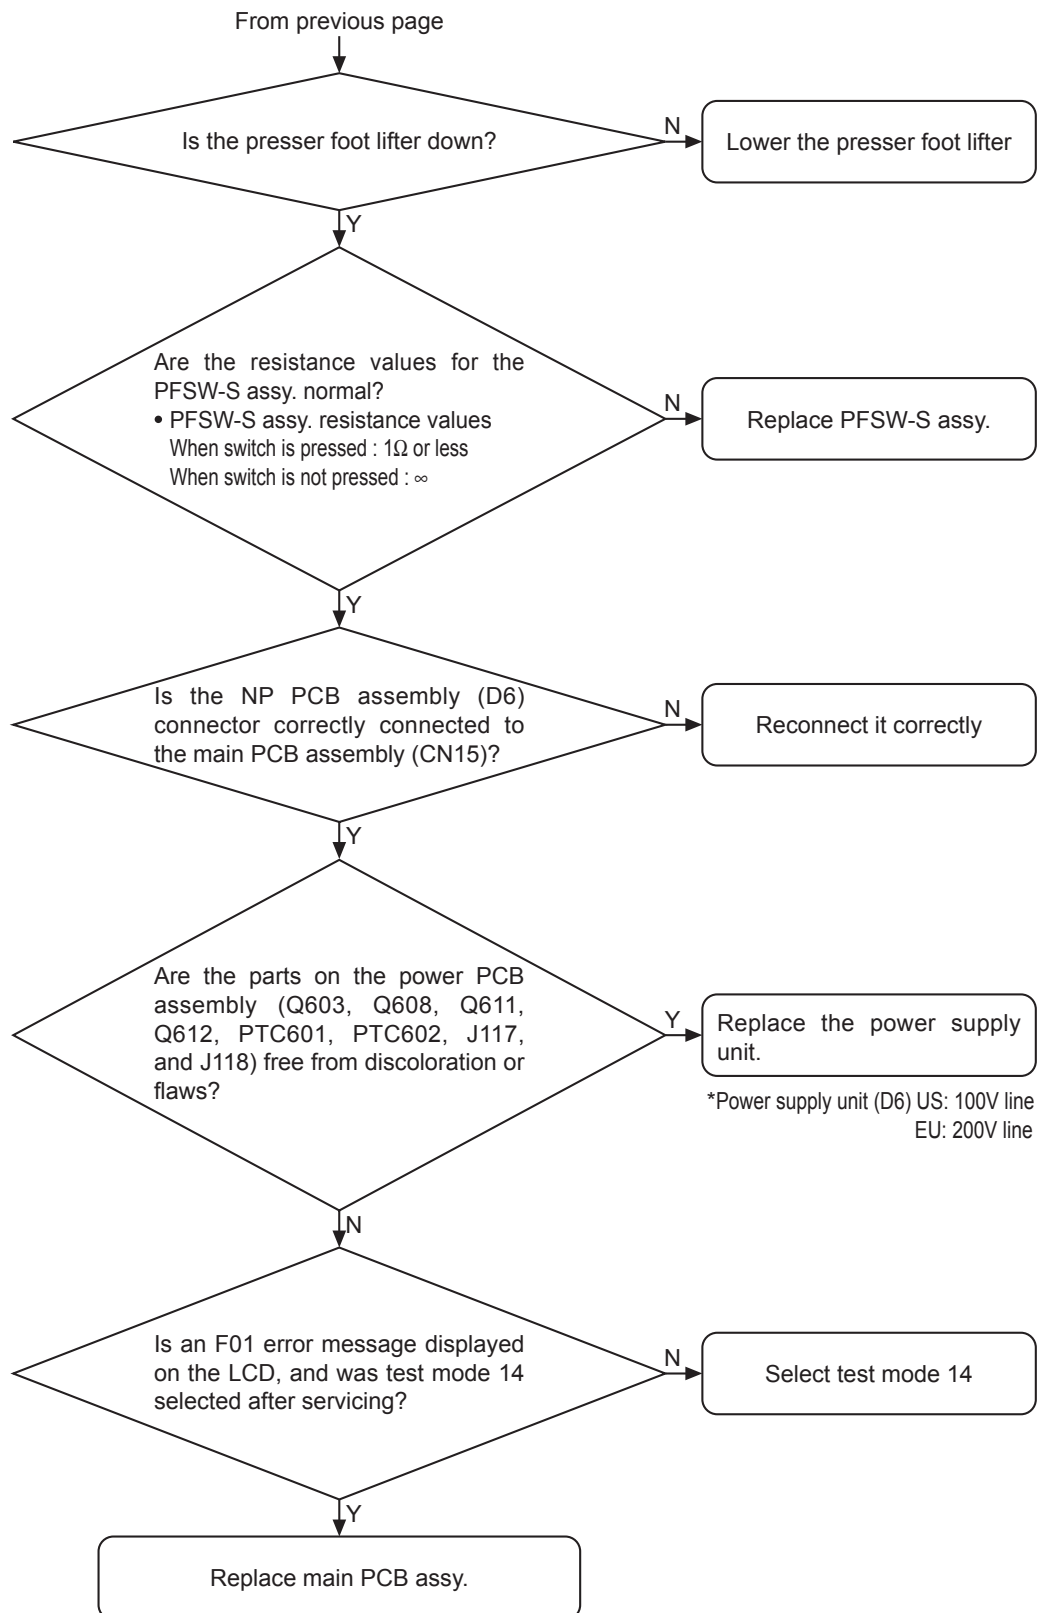 From previous page
Is the presser foot lifter down?
N
Lower the presser foot lifter
Y
Are the resistance values for the
PFSW-S assy. normal?
• PFSW-S assy. resistance values
When switch is pressed : 1Ω or less
When switch is not pressed : ∞
N
Replace PFSW-S assy.
Y
Is the NP PCB assembly (D6)
connector correctly connected to
the main PCB assembly (CN15)?
N
Reconnect it correctly
Y
Are the parts on the power PCB
assembly (Q603, Q608, Q611,
Q612, PTC601, PTC602, J117,
and J118) free from discoloration or
flaws?
Y
Replace the power supply
unit.
*Power supply unit (D6) US: 100V line
EU: 200V line
N
Is an F01 error message displayed
on the LCD, and was test mode 14
selected after servicing?
N
Select test mode 14
Y
Replace main PCB assy.